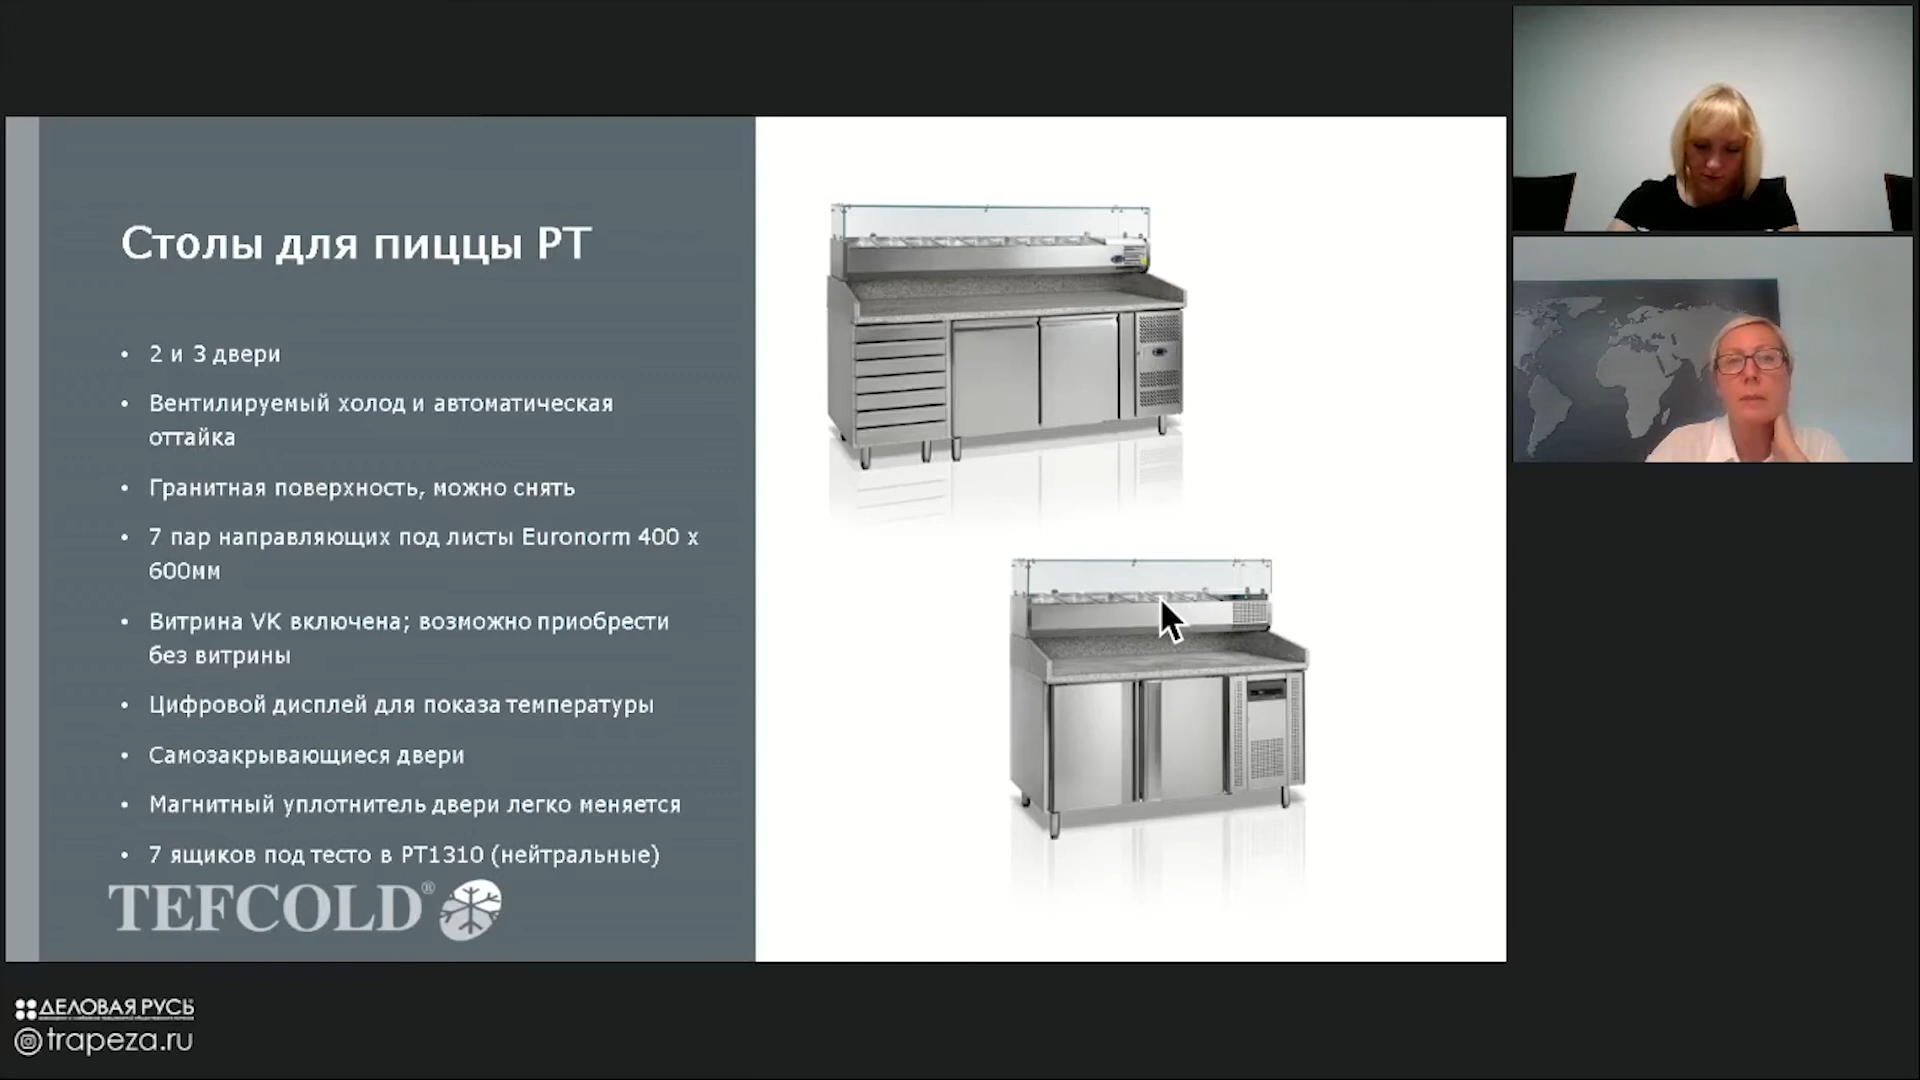 Столы для пиццы PT
• 2 и 3 двери
• Вентилируемый холод и автоматическая
оттайка
• Гранитная поверхность, можно снять
• 7 пар направляющих под листы Euronorm 400 x
600мм
• Витрина VK включена; возможно приобрести
без витрины
• Цифровой дисплей для показа температуры
• Самозакрывающиеся двери
• Магнитный уплотнитель двери легко меняется
• 7 ящиков под тесто в PT1310 (нейтральные)
TEFCOLD®
ДЕЛОВАЯ РУСЬ
trapeza.ru